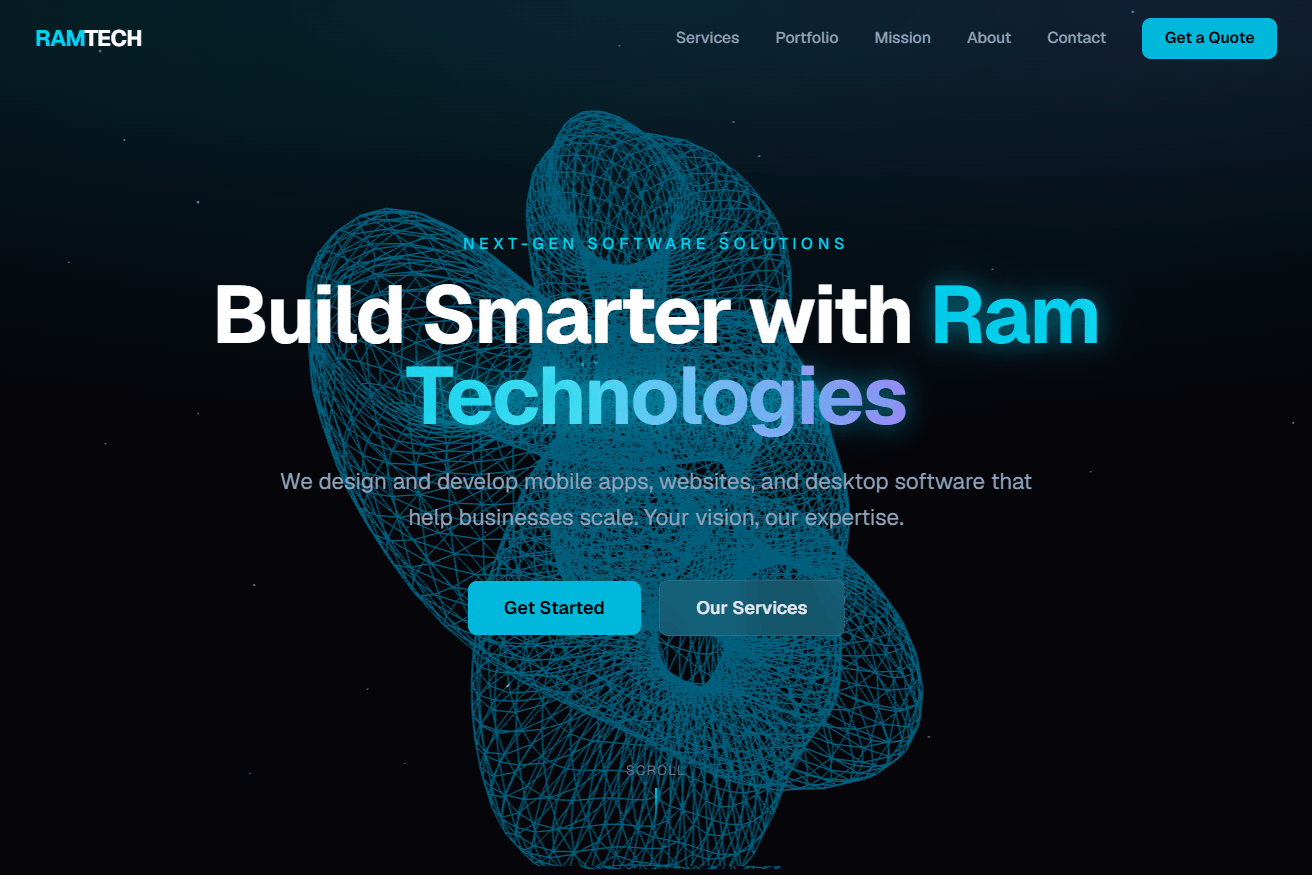 RAMTECH
Services
Portfolio
Mission
About
Contact
Get a Quote
NEXT-GEN SOFTWARE SOLUTIONS
Build Smarter with Ram
Technologies
We design and develop mobile apps, websites, and desktop software that
help businesses scale. Your vision, our expertise.
Get Started
Our Services
SCROLL